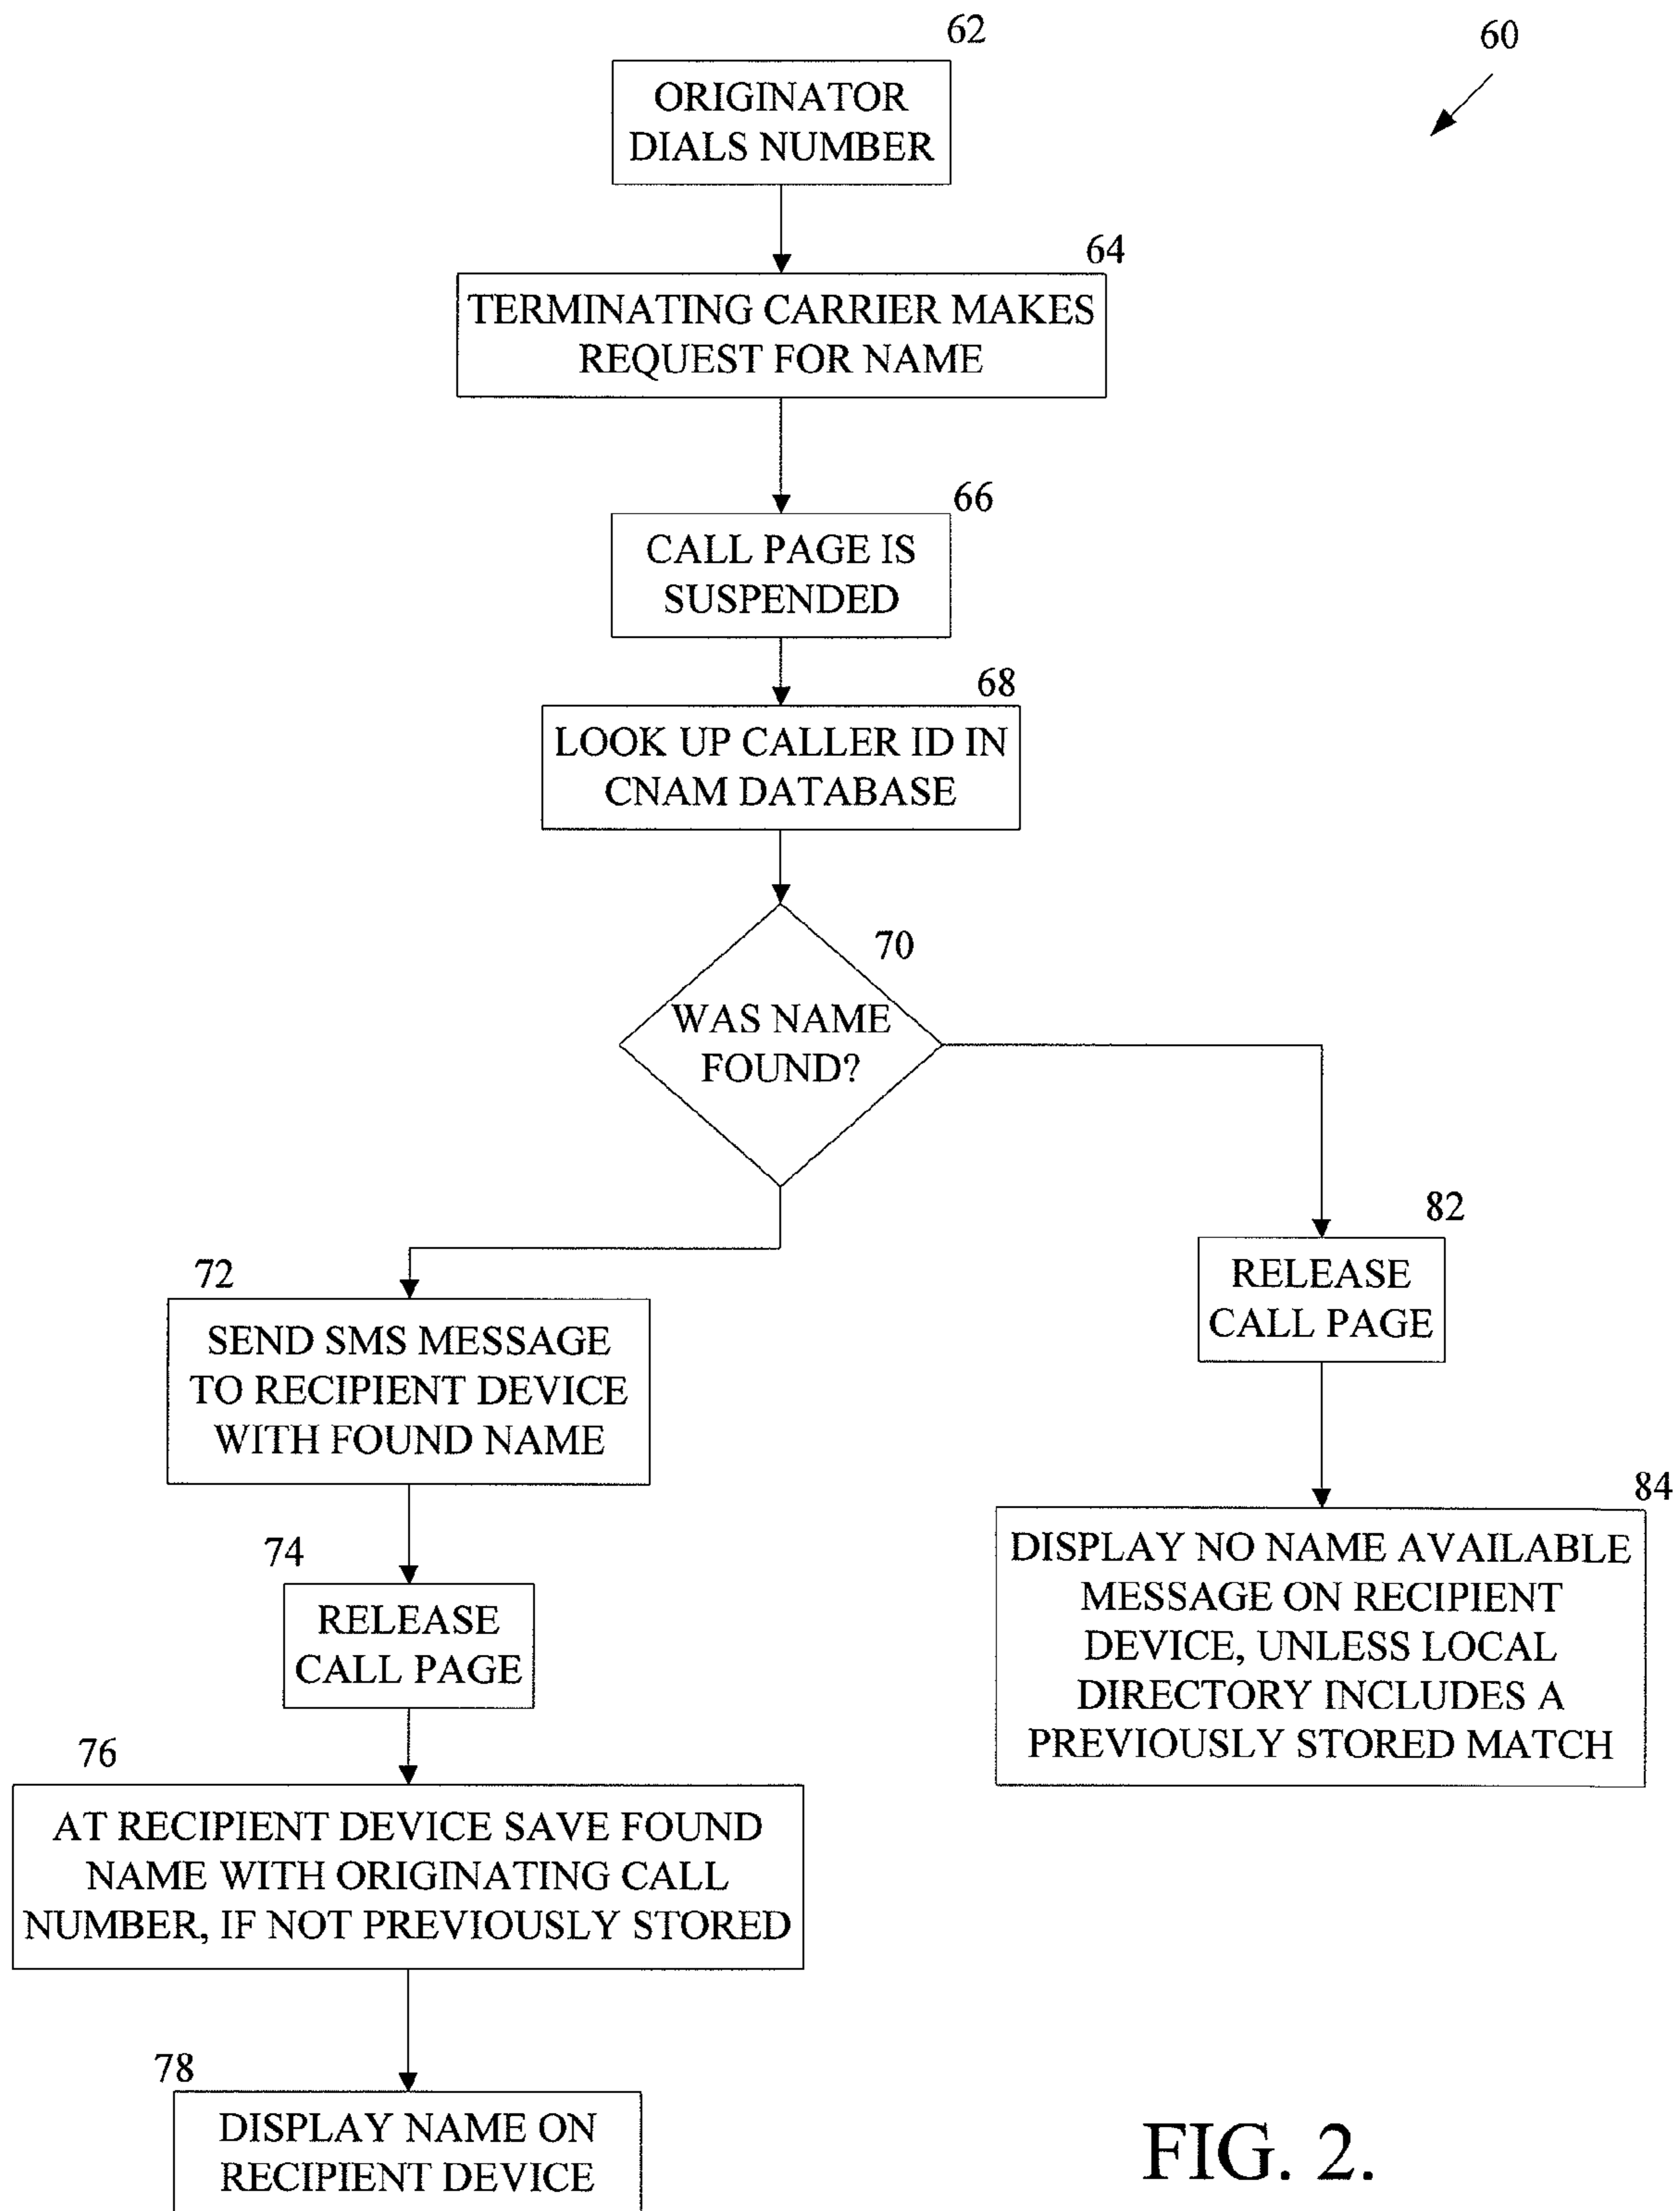 62
60
ORIGINATOR
DIALS NUMBER
64
TERMINATING CARRIER MAKES
REQUEST FOR NAME
66
CALL PAGE IS
SUSPENDED
68
LOOK UP CALLER ID IN
CNAM DATABASE
70
WAS NAME
FOUND?
72
SEND SMS MESSAGE
TO RECIPIENT DEVICE
WITH FOUND NAME
82
RELEASE
CALL PAGE
74
RELEASE
CALL PAGE
84
DISPLAY NO NAME AVAILABLE
MESSAGE ON RECIPIENT
DEVICE, UNLESS LOCAL
DIRECTORY INCLUDES A
PREVIOUSLY STORED MATCH
76
AT RECIPIENT DEVICE SAVE FOUND
NAME WITH ORIGINATING CALL
NUMBER, IF NOT PREVIOUSLY STORED
78
DISPLAY NAME ON
RECIPIENT DEVICE
FIG. 2.